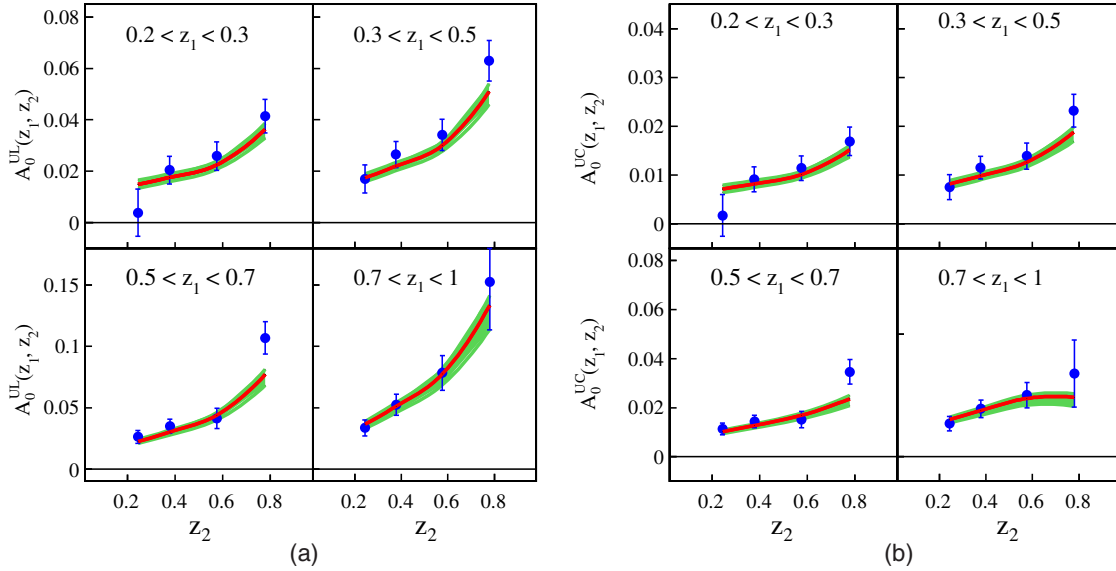 0.2 < z₁ < 0.3
0.3 < z₁ < 0.5
0.08
0.06
0.04
0.02
0
A₀ᵁᴸ(z₁, z₂)
0.5 < z₁ < 0.7
0.7 < z₁ < 1
0.15
0.1
0.05
0
A₀ᵁᴸ(z₁, z₂)
0.2 0.4 0.6 0.8 0.2 0.4 0.6 0.8
z₂ z₂
(a)
0.2 < z₁ < 0.3
0.3 < z₁ < 0.5
0.04
0.03
0.02
0.01
0
A₀ᵁC(z₁, z₂)
0.5 < z₁ < 0.7
0.7 < z₁ < 1
0.08
0.06
0.04
0.02
0
A₀ᵁC(z₁, z₂)
0.2 0.4 0.6 0.8 0.2 0.4 0.6 0.8
z₂ z₂
(b)